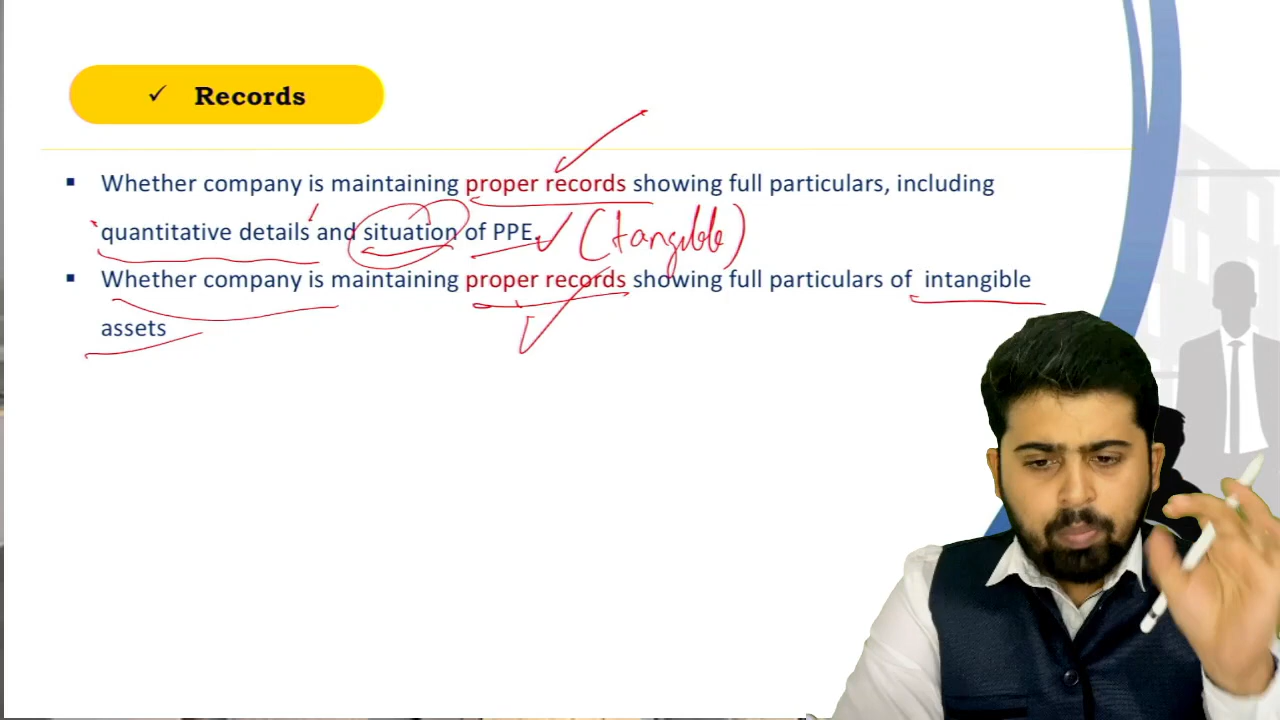 ✓ Records
▪ Whether company is maintaining proper records showing full particulars, including
quantitative details and situation of PPE. (tangible)
▪ Whether company is maintaining proper records showing full particulars of intangible
assets